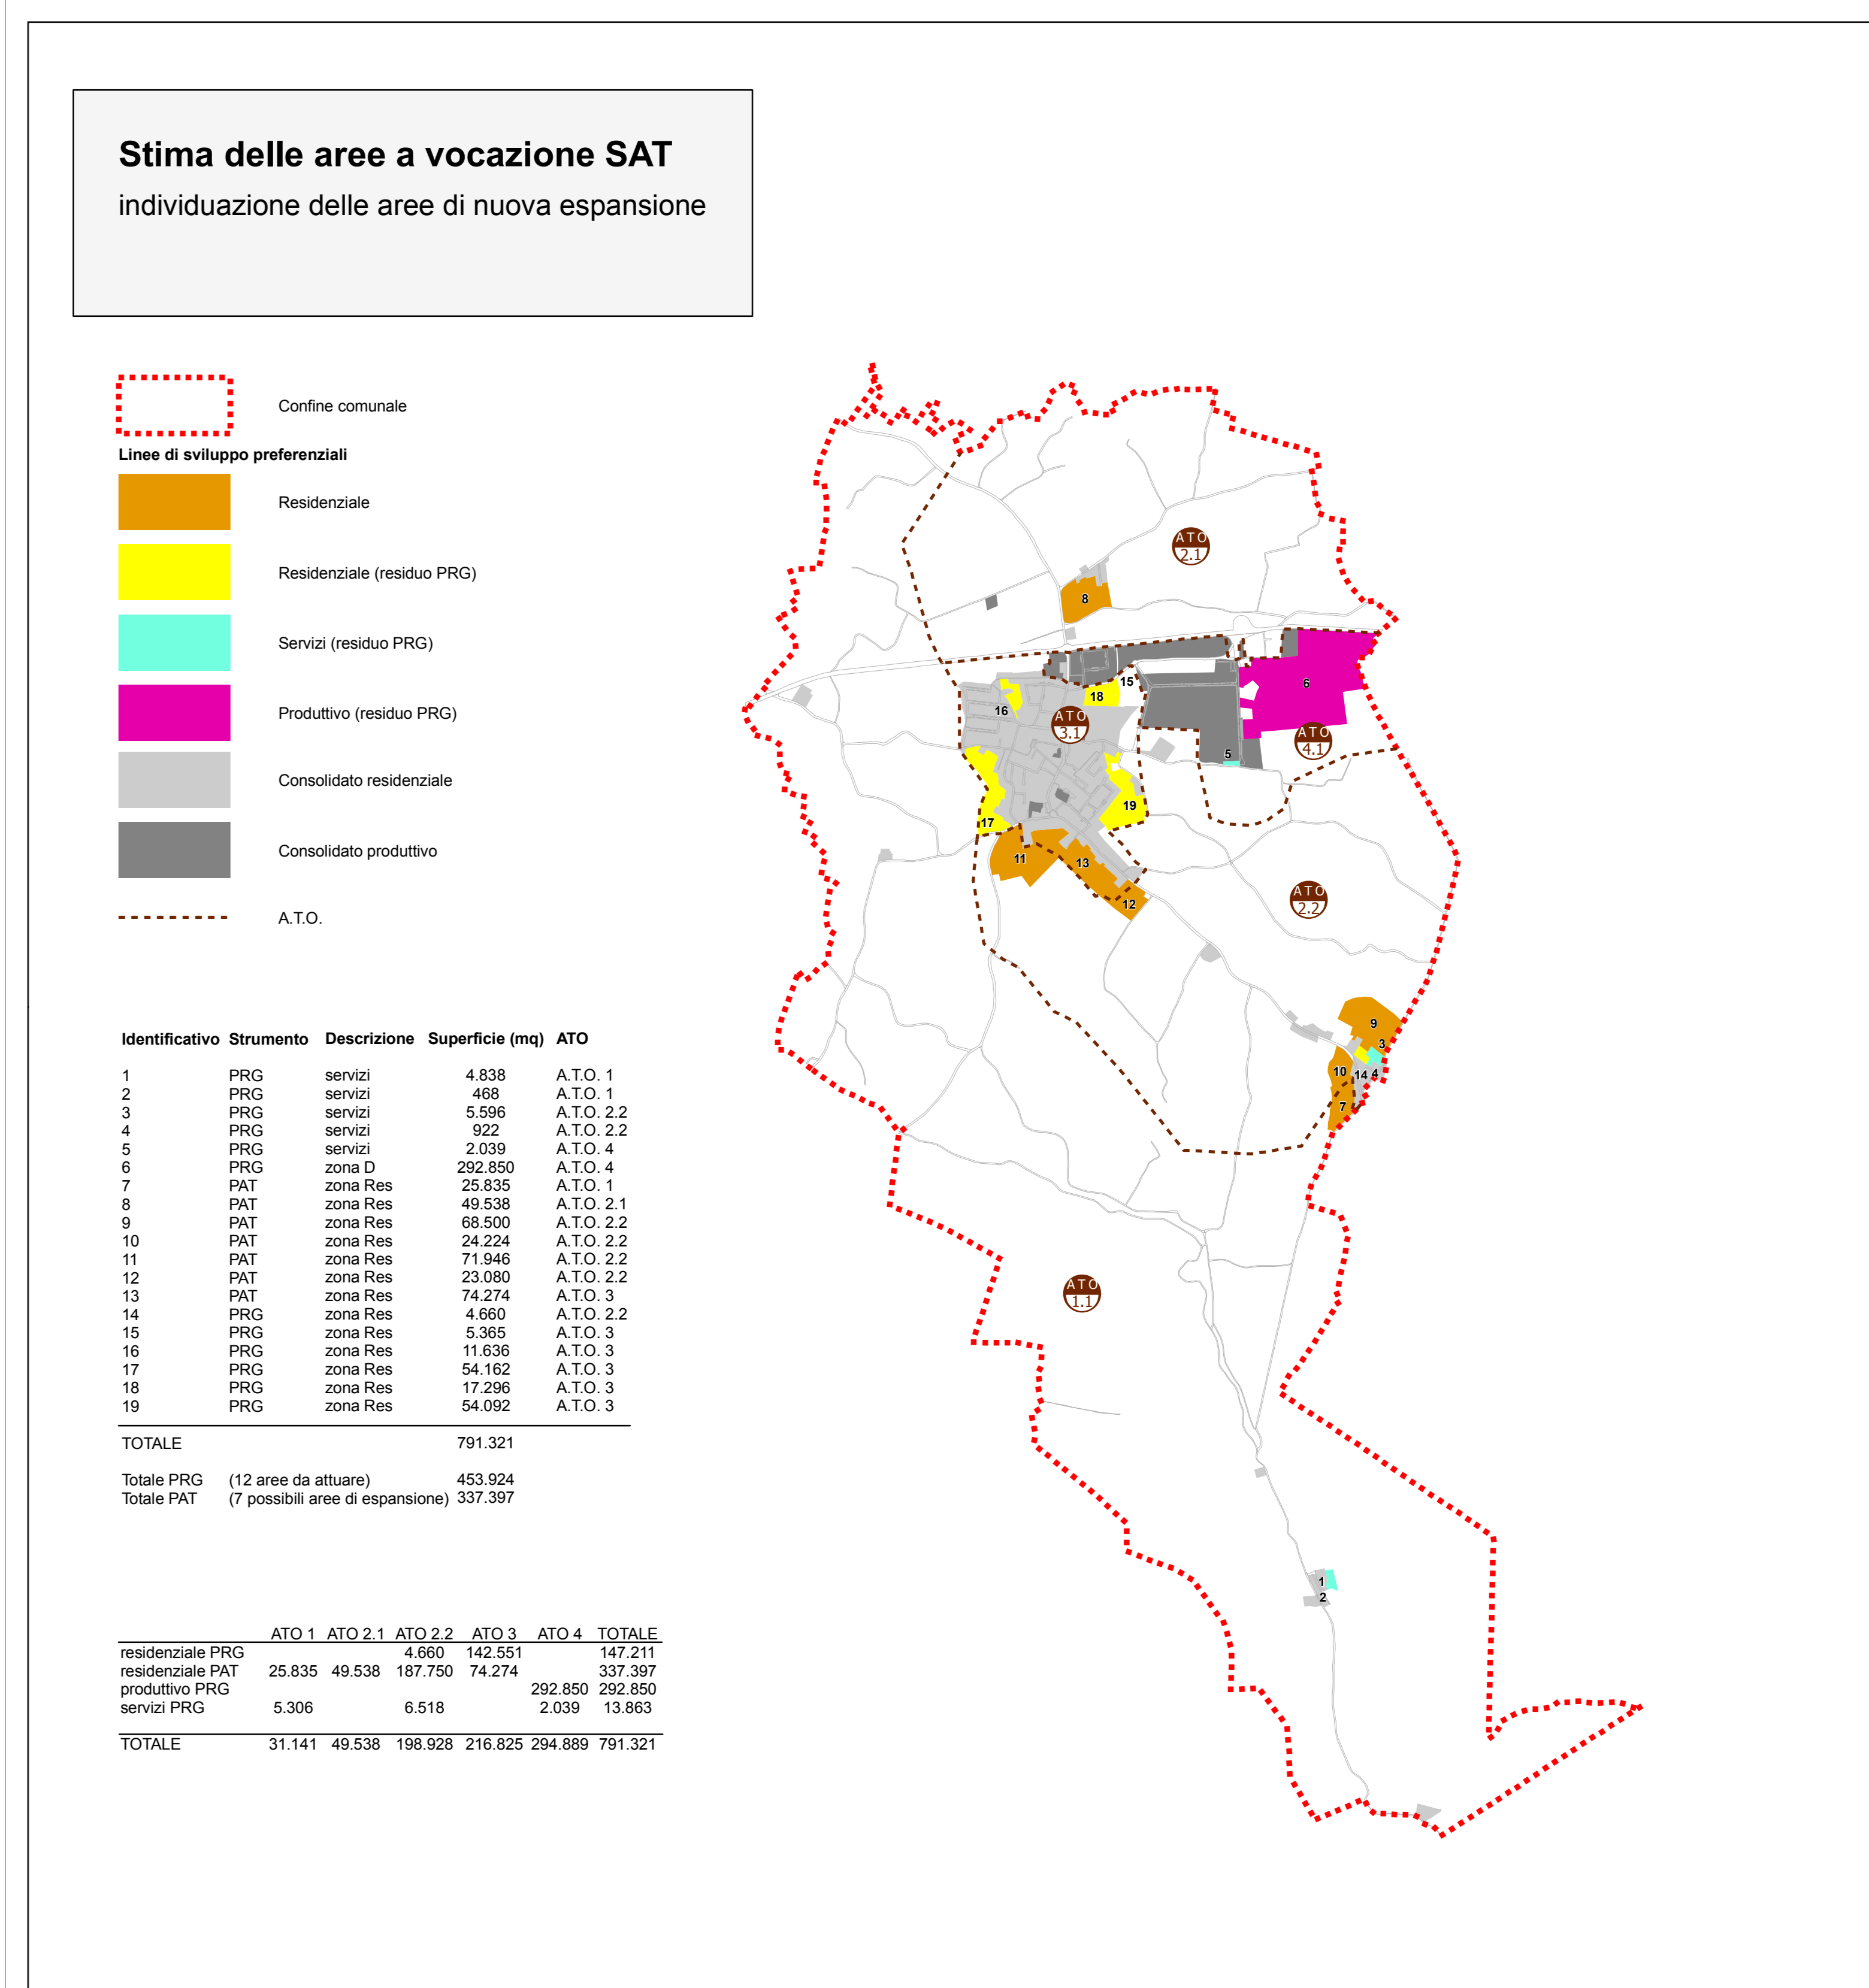 Stima delle aree a vocazione SAT
individuazione delle aree di nuova espansione
Confine comunale
Linee di sviluppo preferenziali
Residenziale
Residenziale (residuo PRG)
Servizi (residuo PRG)
Produttivo (residuo PRG)
Consolidato residenziale
Consolidato produttivo
A.T.O.
Identificativo Strumento Descrizione Superficie (mq) ATO
1 PRG servizi 4.838 A.T.O. 1
2 PRG servizi 468 A.T.O. 1
3 PRG servizi 5.596 A.T.O. 2.2
4 PRG servizi 922 A.T.O. 2.2
5 PRG servizi 2.039 A.T.O. 4
6 PRG zona D 292.850 A.T.O. 4
7 PAT zona Res 25.835 A.T.O. 1
8 PAT zona Res 49.538 A.T.O. 2.1
9 PAT zona Res 68.500 A.T.O. 2.2
10 PAT zona Res 24.224 A.T.O. 2.2
11 PAT zona Res 71.946 A.T.O. 2.2
12 PAT zona Res 23.080 A.T.O. 2.2
13 PAT zona Res 74.274 A.T.O. 3
14 PRG zona Res 4.660 A.T.O. 2.2
15 PRG zona Res 5.365 A.T.O. 3
16 PRG zona Res 11.636 A.T.O. 3
17 PRG zona Res 54.162 A.T.O. 3
18 PRG zona Res 17.296 A.T.O. 3
19 PRG zona Res 54.092 A.T.O. 3
TOTALE 791.321
Totale PRG (12 aree da attuare) 453.924
Totale PAT (7 possibili aree di espansione) 337.397
ATO 1 ATO 2.1 ATO 2.2 ATO 3 ATO 4 TOTALE
residenziale PRG 4.660 142.551 147.211
residenziale PAT 25.835 49.538 187.750 74.274 337.397
produttivo PRG 292.850 292.850
servizi PRG 5.306 6.518 2.039 13.863
TOTALE 31.141 49.538 198.928 216.825 294.889 791.321
ATO
2.1
8
15
6
18
16
ATO
3.1
ATO
4.1
5
19
17
11
13
12
ATO
2.2
9
3
10
14
4
7
ATO
1.1
1
2